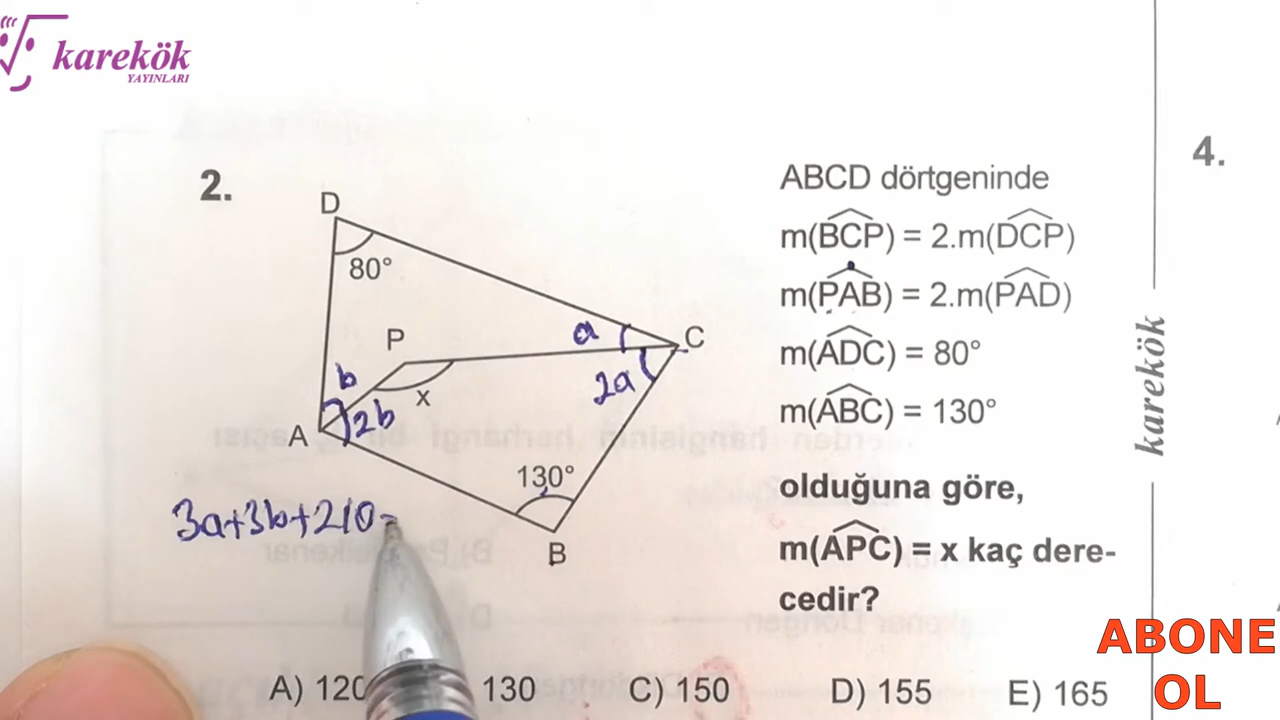 karekök
YAYINLARI
2.
4.
D
80°
P
a
C
b
x
2a
A
2b
130°
B
3a+3b+210=
ABCD dörtgeninde
m(BCP) = 2.m(DCP)
m(PAB) = 2.m(PAD)
m(ADC) = 80°
m(ABC) = 130°
olduğuna göre,
m(APC) = x kaç dere-
cedir?
karekök
A) 120 130 C) 150 D) 155 E) 165
ABONE
OL